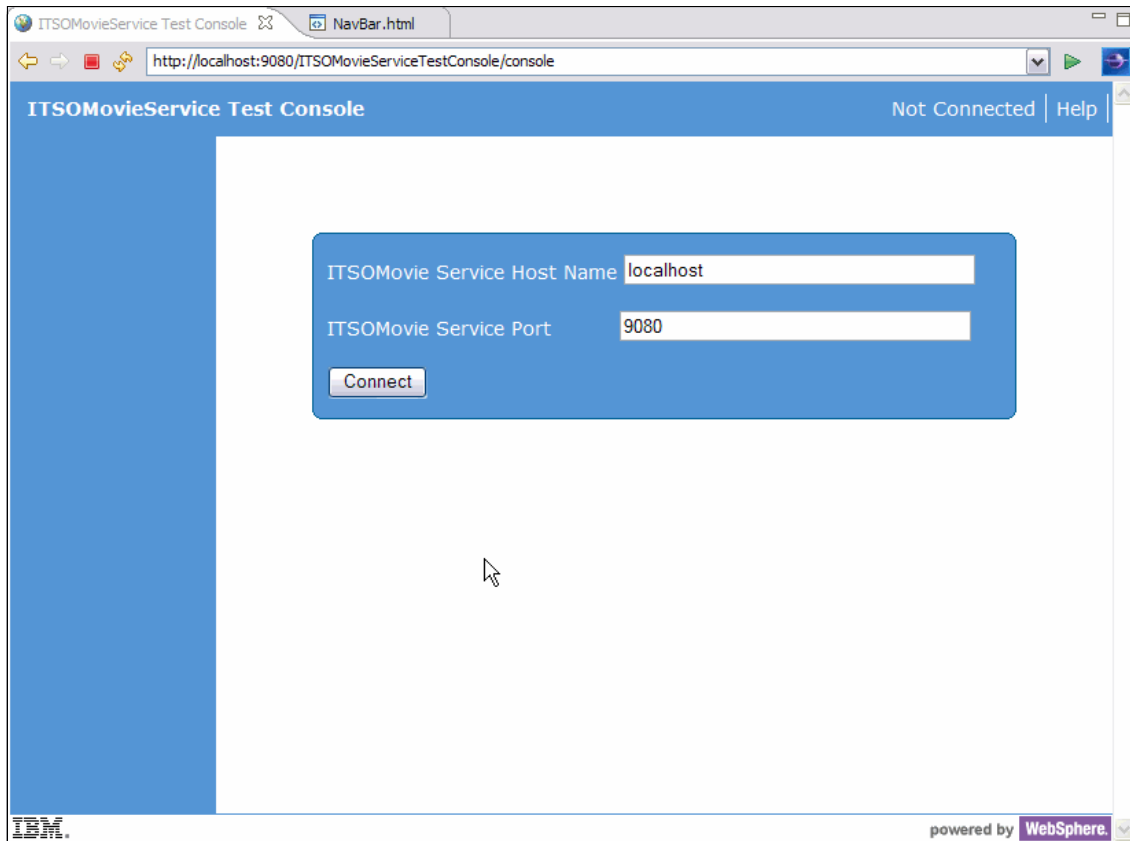 ITSOMovieService Test Console NavBar.html
http://localhost:9080/ITSOMovieServiceTestConsole/console
ITSOMovieService Test Console Not Connected Help
ITSOMovie Service Host Name localhost
ITSOMovie Service Port 9080
Connect
IBM. powered by WebSphere.